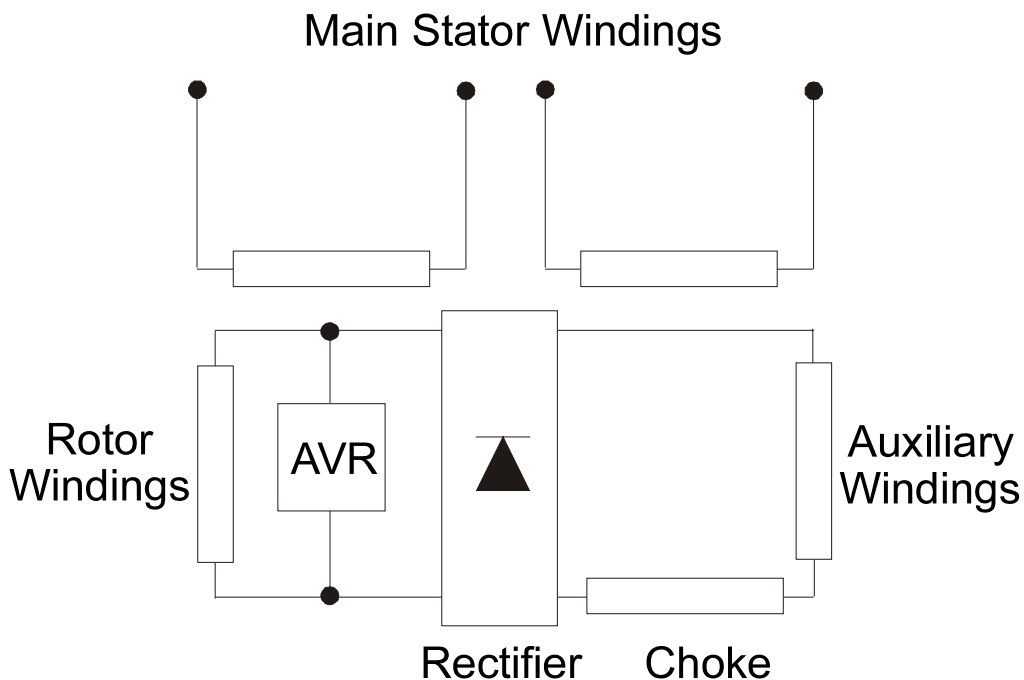 Main Stator Windings
Rotor
Windings
AVR
Auxiliary
Windings
Rectifier
Choke